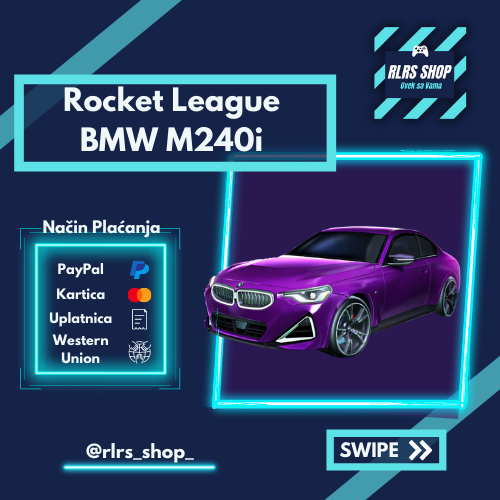 RLRS SHOP
Uvek sa Vama
Rocket League
BMW M240i
Način Plaćanja
PayPal
Kartica
Uplatnica
Western
Union
@rlrs_shop_
SWIPE